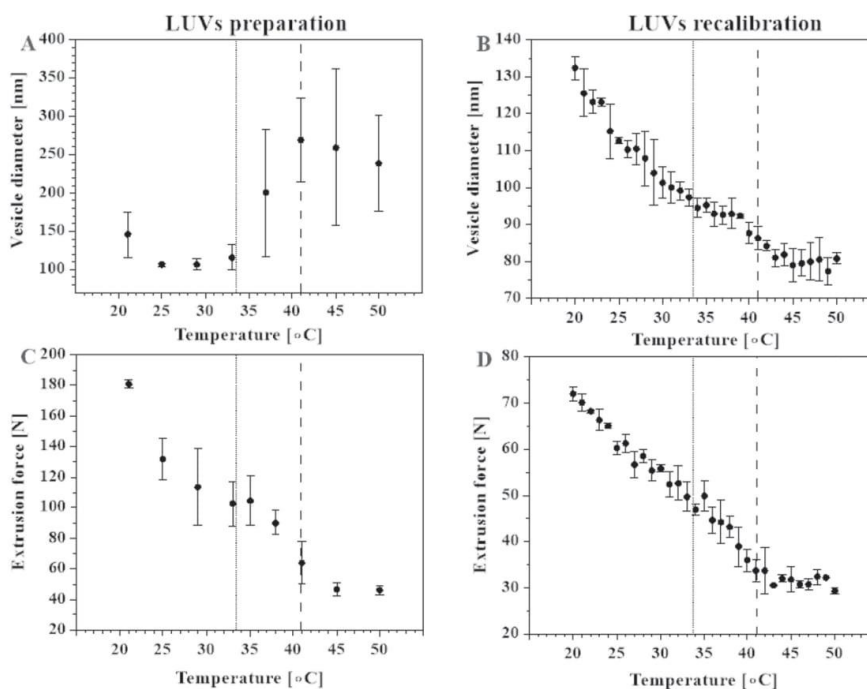 LUVs preparation
LUVs recalibration
A
400
350
300
250
200
150
100
Vesicle diameter [nm]
20 25 30 35 40 45 50
Temperature [∘C]
B
140
130
120
110
100
90
80
70
Vesicle diameter [nm]
20 25 30 35 40 45 50
Temperature [∘C]
C
200
180
160
140
120
100
80
60
40
20
Extrusion force [N]
20 25 30 35 40 45 50
Temperature [∘C]
D
80
70
60
50
40
30
20
Extrusion force [N]
20 25 30 35 40 45 50
Temperature [∘C]